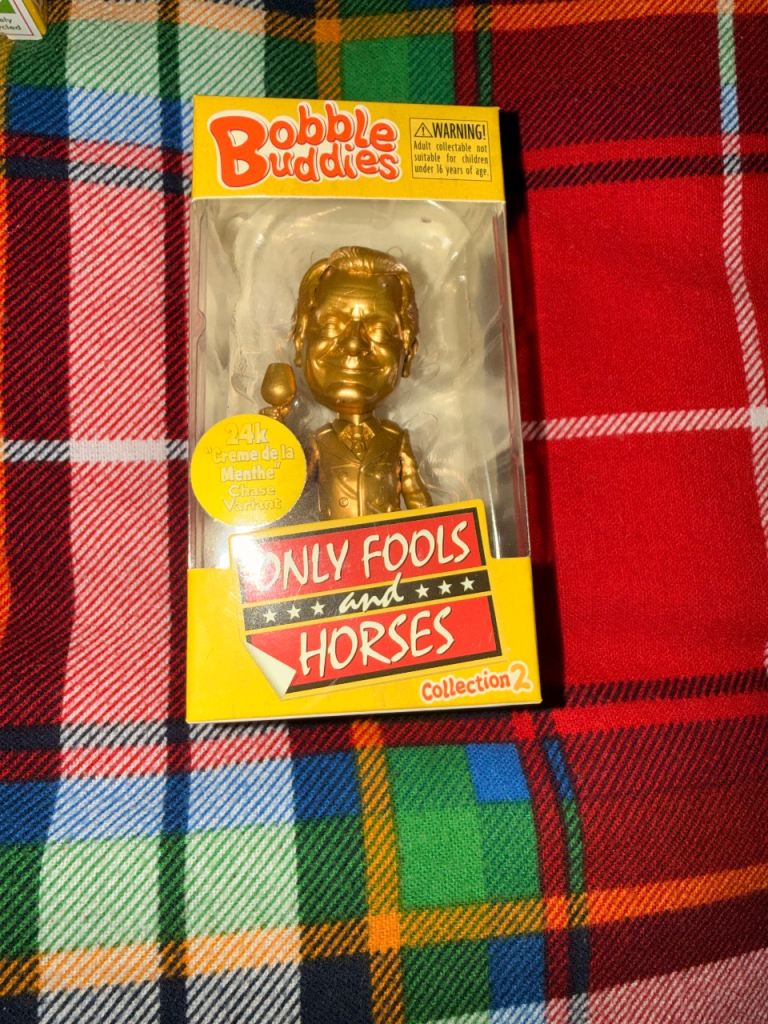 Bobble
Buddies
WARNING!
Adult collectable not
suitable for children
under 16 years of age.
24k
"Creme de la
Menthe"
Chase
Variant
ONLY FOOLS
and
HORSES
Collection 2